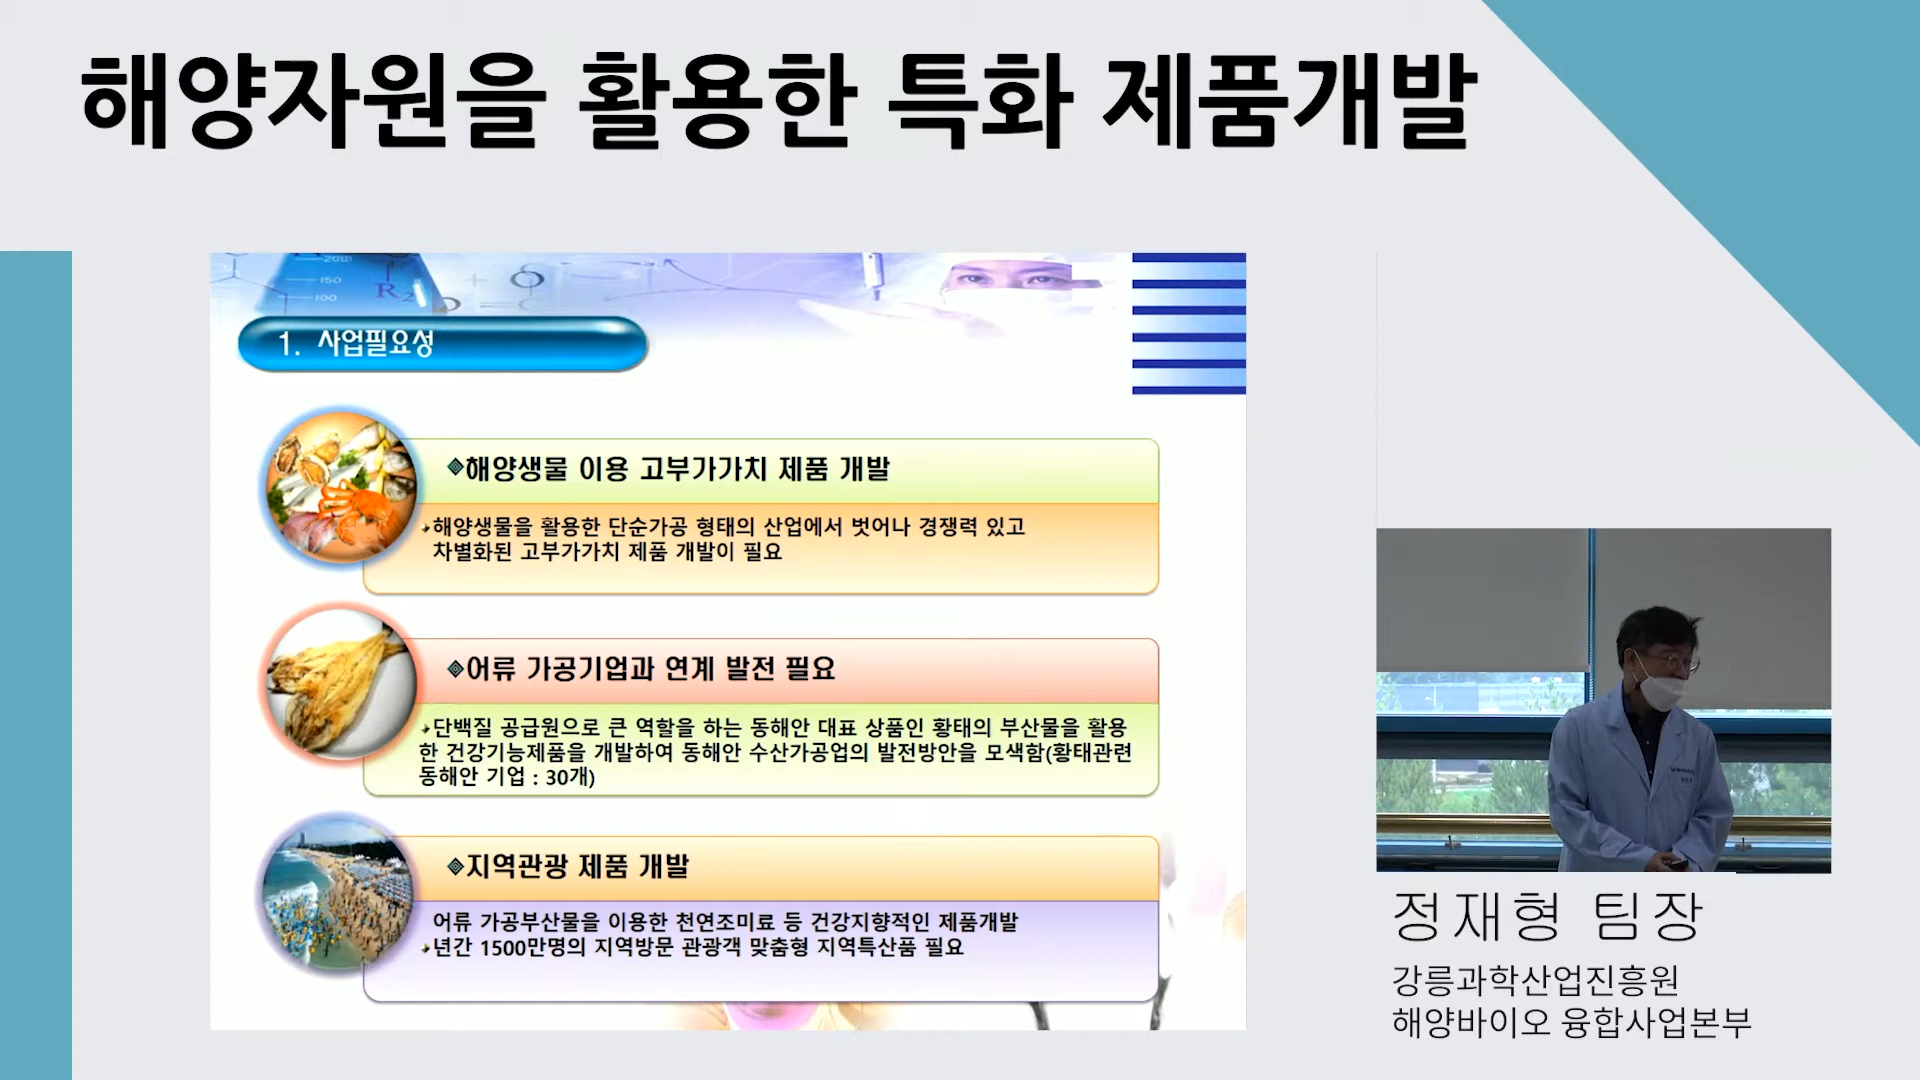 해양자원을 활용한 특화 제품개발
200
150
100
R2
1. 사업필요성
해양생물 이용 고부가가치 제품 개발
해양생물을 활용한 단순가공 형태의 산업에서 벗어나 경쟁력 있고
차별화된 고부가가치 제품 개발이 필요
어류 가공기업과 연계 발전 필요
단백질 공급원으로 큰 역할을 하는 동해안 대표 상품인 황태의 부산물을 활용
한 건강기능제품을 개발하여 동해안 수산가공업의 발전방안을 모색함(황태관련
동해안 기업 : 30개)
지역관광 제품 개발
어류 가공부산물을 이용한 천연조미료 등 건강지향적인 제품개발
년간 1500만명의 지역방문 관광객 맞춤형 지역특산품 필요
정재형 팀장
강릉과학산업진흥원
해양바이오 융합사업본부